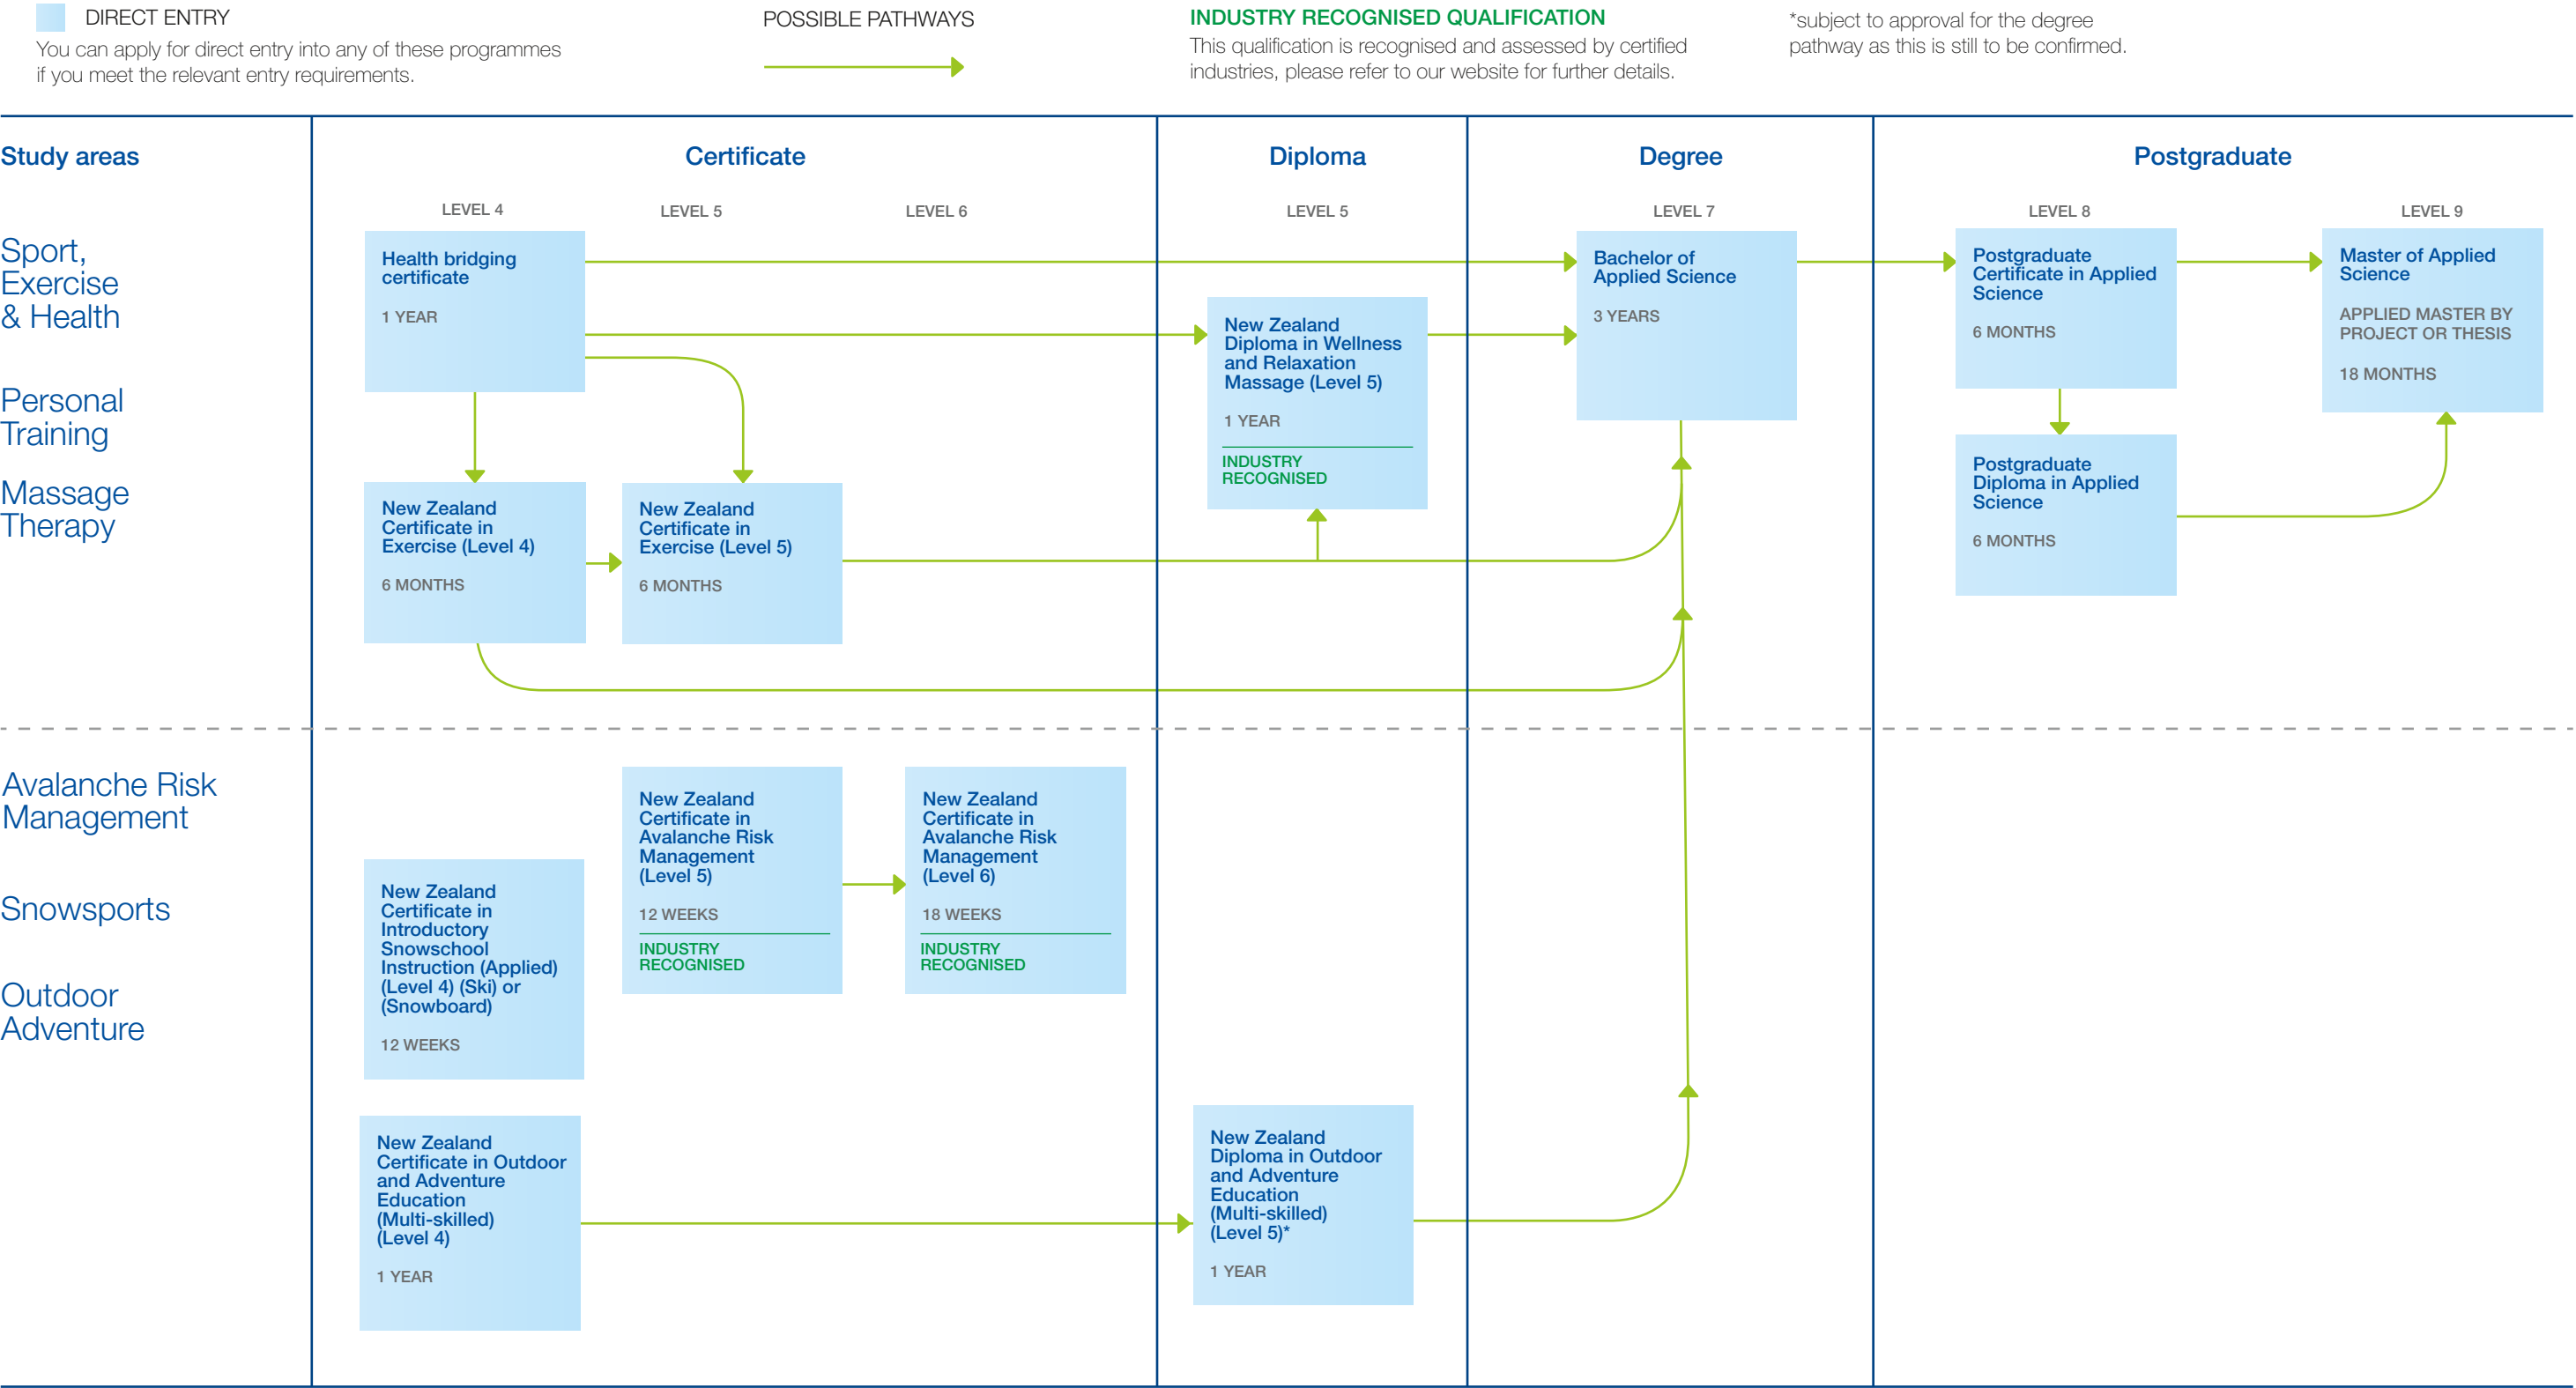 DIRECT ENTRY
You can apply for direct entry into any of these programmes
if you meet the relevant entry requirements.
POSSIBLE PATHWAYS
INDUSTRY RECOGNISED QUALIFICATION
This qualification is recognised and assessed by certified
industries, please refer to our website for further details.
*subject to approval for the degree
pathway as this is still to be confirmed.
Study areas
Certificate
Diploma
Degree
Postgraduate
LEVEL 4
LEVEL 5
LEVEL 6
LEVEL 5
LEVEL 7
LEVEL 8
LEVEL 9
Sport,
Exercise
& Health
Personal
Training
Massage
Therapy
Health bridging
certificate
1 YEAR
New Zealand
Certificate in
Exercise (Level 4)
6 MONTHS
New Zealand
Certificate in
Exercise (Level 5)
6 MONTHS
New Zealand
Diploma in Wellness
and Relaxation
Massage (Level 5)
1 YEAR
INDUSTRY
RECOGNISED
Bachelor of
Applied Science
3 YEARS
Postgraduate
Certificate in Applied
Science
6 MONTHS
Postgraduate
Diploma in Applied
Science
6 MONTHS
Master of Applied
Science
APPLIED MASTER BY
PROJECT OR THESIS
18 MONTHS
Avalanche Risk
Management
Snowsports
Outdoor
Adventure
New Zealand
Certificate in
Introductory
Snowschool
Instruction (Applied)
(Level 4) (Ski) or
(Snowboard)
12 WEEKS
New Zealand
Certificate in
Avalanche Risk
Management
(Level 5)
12 WEEKS
INDUSTRY
RECOGNISED
New Zealand
Certificate in
Avalanche Risk
Management
(Level 6)
18 WEEKS
INDUSTRY
RECOGNISED
New Zealand
Certificate in Outdoor
and Adventure
Education
(Multi-skilled)
(Level 4)
1 YEAR
New Zealand
Diploma in Outdoor
and Adventure
Education
(Multi-skilled)
(Level 5)*
1 YEAR